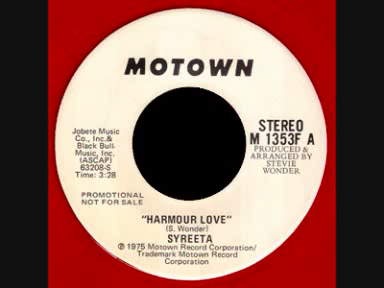 MOTOWN
Jobete Music
Co., Inc.&
Black Bull
Music, Inc.
(ASCAP)
63208-S
Time: 3:28
STEREO
M 1353F A
PRODUCED &
ARRANGED BY
STEVIE
WONDER
PROMOTIONAL
NOT FOR SALE
"HARMOUR LOVE"
(S. Wonder)
SYREETA
℗ 1975 Motown Record Corporation/
Trademark Motown Record
Corporation